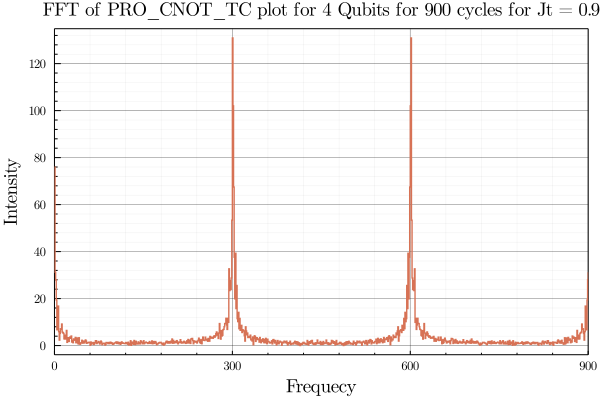 FFT of PRO_CNOT_TC plot for 4 Qubits for 900 cycles for Jt = 0.9
120
100
80
60
40
20
0
Intensity
0 300 600 900
Frequecy